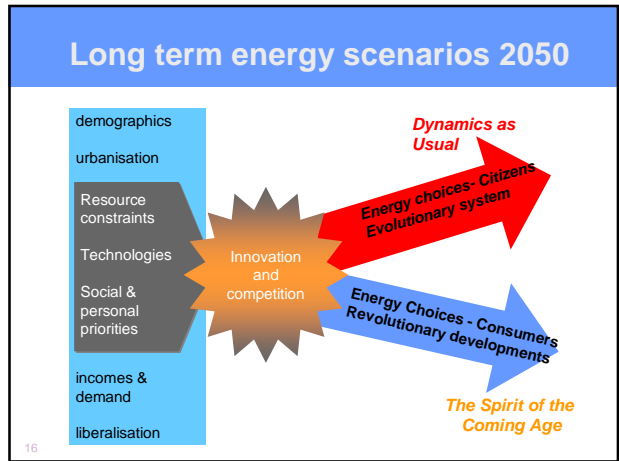 Long term energy scenarios 2050
demographics
urbanisation
Resource
constraints
Technologies
Social &
personal
priorities
incomes &
demand
liberalisation
Innovation
and
competition
Dynamics as
Usual
Energy choices- Citizens
Evolutionary system
Energy Choices - Consumers
Revolutionary developments
The Spirit of the
Coming Age
16